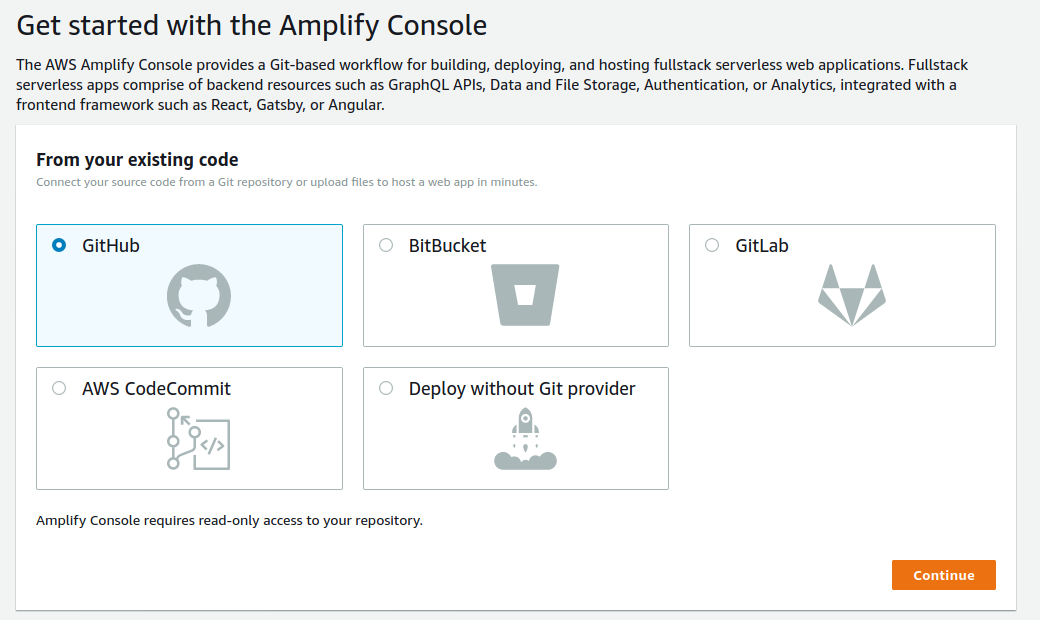 Get started with the Amplify Console
The AWS Amplify Console provides a Git-based workflow for building, deploying, and hosting fullstack serverless web applications. Fullstack
serverless apps comprise of backend resources such as GraphQL APIs, Data and File Storage, Authentication, or Analytics, integrated with a
frontend framework such as React, Gatsby, or Angular.
From your existing code
Connect your source code from a Git repository or upload files to host a web app in minutes.
GitHub
BitBucket
GitLab
AWS CodeCommit
Deploy without Git provider
</>
Amplify Console requires read-only access to your repository.
Continue